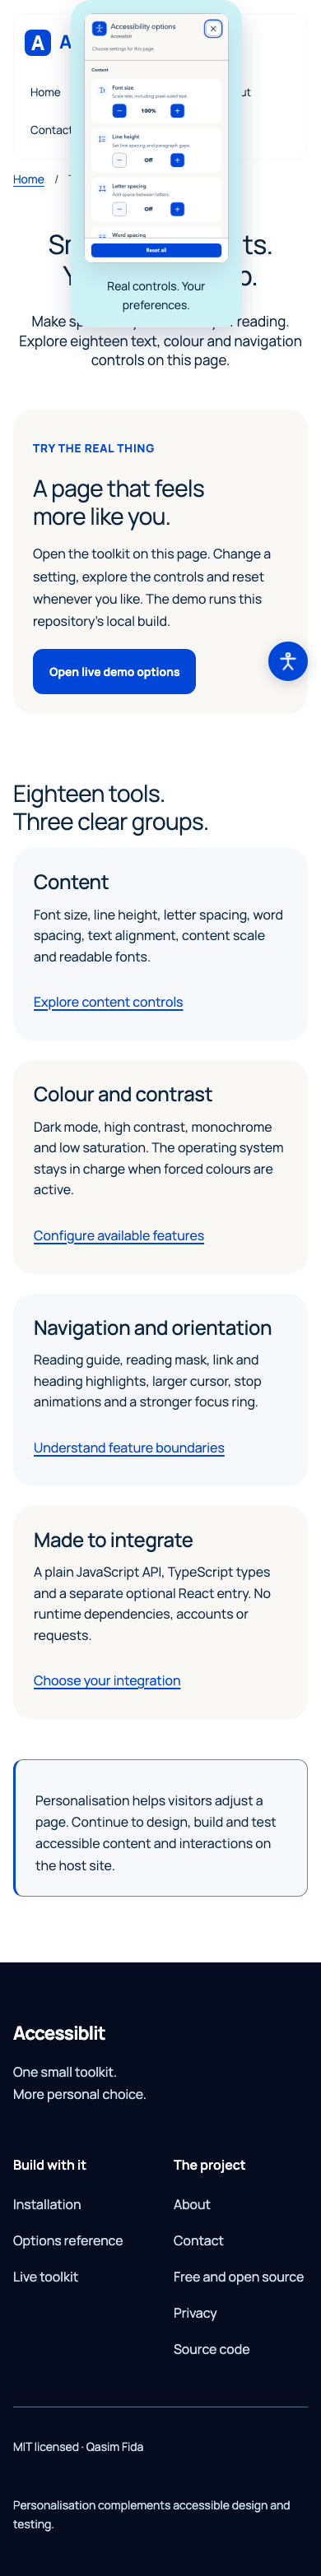 A A
Home
ut
Contact
Home /
Accessibility options
Accessiblit
Choose settings for this page.
Content
Font size
Scale text, including pixel-sized text.
− 100% +
Line height
Set line spacing and paragraph gaps.
− Off +
Letter spacing
Add space between letters.
− Off +
Word spacing
Reset all
Real controls. Your
preferences.
Explore eighteen text, colour and navigation
controls on this page.
TRY THE REAL THING
A page that feels
more like you.
Open the toolkit on this page. Change a
setting, explore the controls and reset
whenever you like. The demo runs this
repository's local build.
Open live demo options
Eighteen tools.
Three clear groups.
Content
Font size, line height, letter spacing, word
spacing, text alignment, content scale
and readable fonts.
Explore content controls
Colour and contrast
Dark mode, high contrast, monochrome
and low saturation. The operating system
stays in charge when forced colours are
active.
Configure available features
Navigation and orientation
Reading guide, reading mask, link and
heading highlights, larger cursor, stop
animations and a stronger focus ring.
Understand feature boundaries
Made to integrate
A plain JavaScript API, TypeScript types
and a separate optional React entry. No
runtime dependencies, accounts or
requests.
Choose your integration
Personalisation helps visitors adjust a
page. Continue to design, build and test
accessible content and interactions on
the host site.
Accessiblit
One small toolkit.
More personal choice.
Build with it
Installation
Options reference
Live toolkit
The project
About
Contact
Free and open source
Privacy
Source code
MIT licensed · Qasim Fida
Personalisation complements accessible design and
testing.